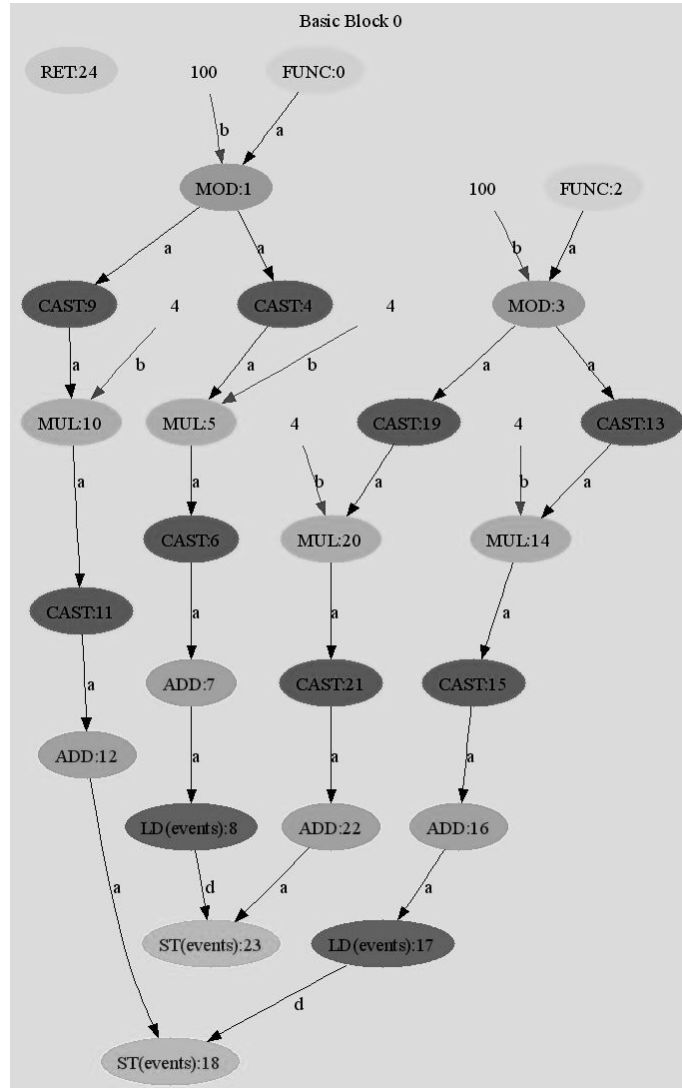 Basic Block 0
RET:24
100
FUNC:0
b
a
MOD:1
100
FUNC:2
a
a
b
a
CAST:9
CAST:4
4
4
MOD:3
a
b
a
b
a
a
MUL:10
MUL:5
4
CAST:19
4
CAST:13
a
a
b
a
b
a
CAST:6
MUL:20
MUL:14
CAST:11
a
a
a
a
ADD:7
CAST:21
CAST:15
ADD:12
a
a
a
LD(events):8
ADD:22
ADD:16
a
d
a
a
ST(events):23
LD(events):17
d
ST(events):18